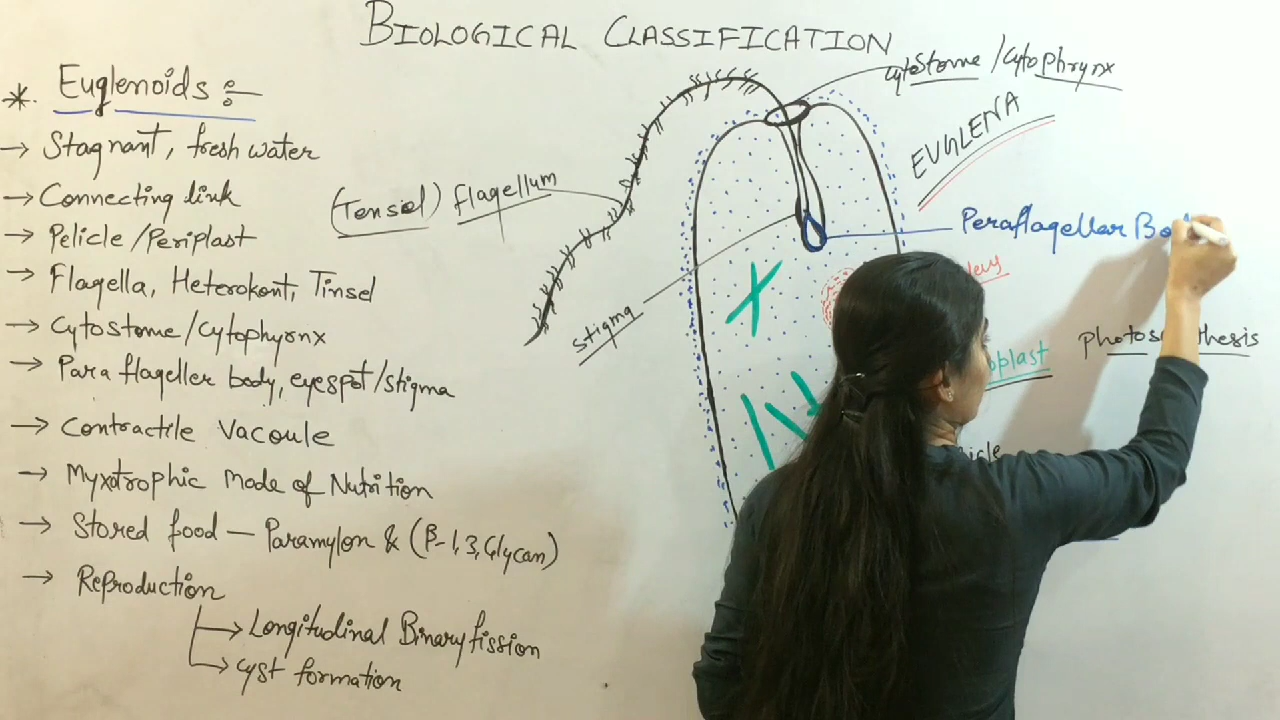 BIOLOGICAL CLASSIFICATION
*. Euglenoids :-
→ Stagnant, fresh water
→ Connecting link
→ Pelicle/Periplast
→ Flagella, Heterokont, Tinsel
→ Cytostome/Cytophyrnx
→ Para flageller body, eyespot/stigma
→ Contractile Vacoule
→ Myxotrophic mode of Nutrition
→ Stored food - Paramylon & (β-1,3, Glycan)
→ Reproduction
→ Longitudinal Binary fission
→ Cyst formation
Cytostome/Cytophrynx
EUGLENA
(Tensel) flagellum
Peraflagellar Bo
stigma
photos thesis
oplast